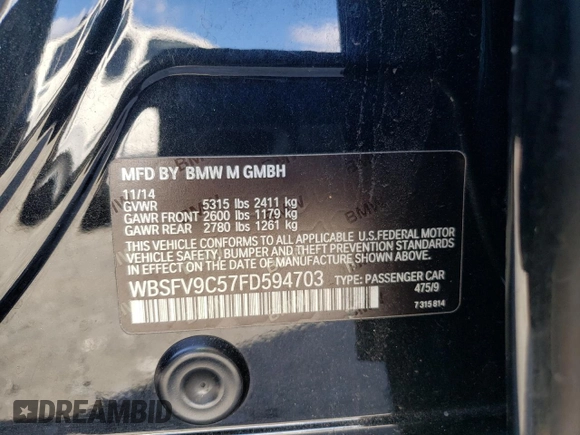 MFD BY BMW M GMBH
11/14
GVWR 5315 lbs 2411 kg
GAWR FRONT 2600 lbs 1179 kg
GAWR REAR 2780 lbs 1261 kg
THIS VEHICLE CONFORMS TO ALL APPLICABLE U.S.FEDERAL MOTOR
VEHICLE SAFETY, BUMPER AND THEFT PREVENTION STANDARDS
IN EFFECT ON THE DATE OF MANUFACTURE SHOWN ABOVE.
WBSFV9C57FD594703 TYPE: PASSENGER CAR
475/9
7 315 814
DREAMBID